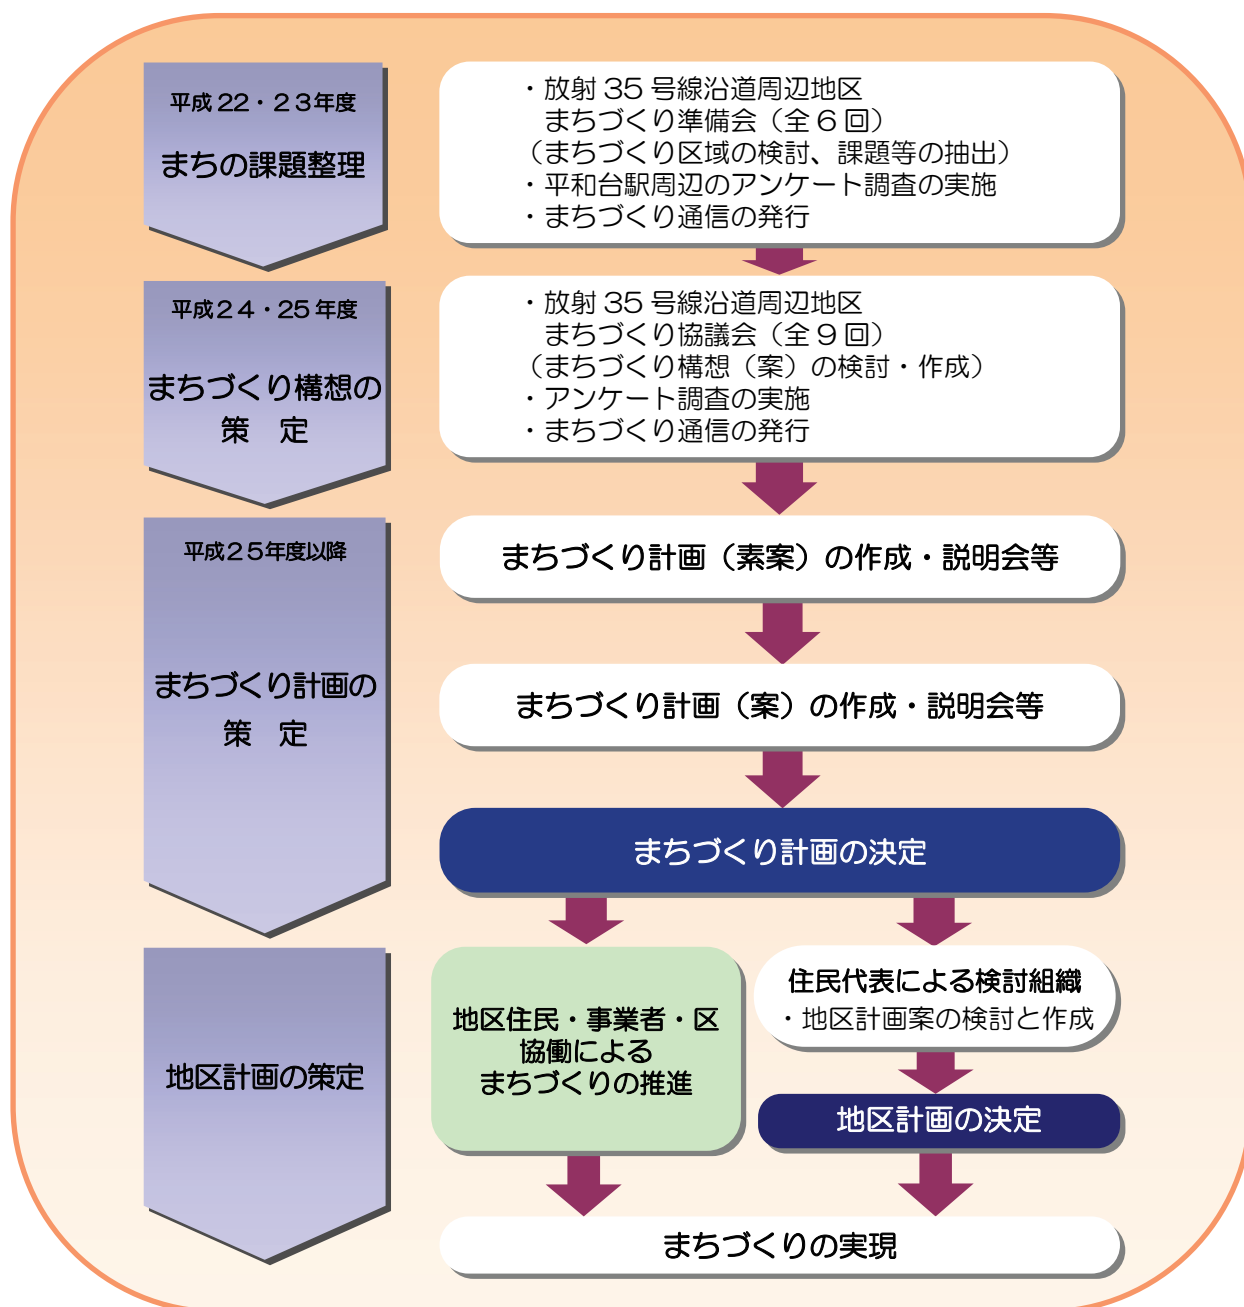 平成22・23年度
まちの課題整理
・放射35号線沿道周辺地区
まちづくり準備会（全6回）
（まちづくり区域の検討、課題等の抽出）
・平和台駅周辺のアンケート調査の実施
・まちづくり通信の発行
平成24・25年度
まちづくり構想の
策　定
・放射35号線沿道周辺地区
まちづくり協議会（全9回）
（まちづくり構想（案）の検討・作成）
・アンケート調査の実施
・まちづくり通信の発行
平成25年度以降
まちづくり計画の
策　定
まちづくり計画（素案）の作成・説明会等
まちづくり計画（案）の作成・説明会等
まちづくり計画の決定
地区計画の策定
地区住民・事業者・区
協働による
まちづくりの推進
住民代表による検討組織
・地区計画案の検討と作成
地区計画の決定
まちづくりの実現